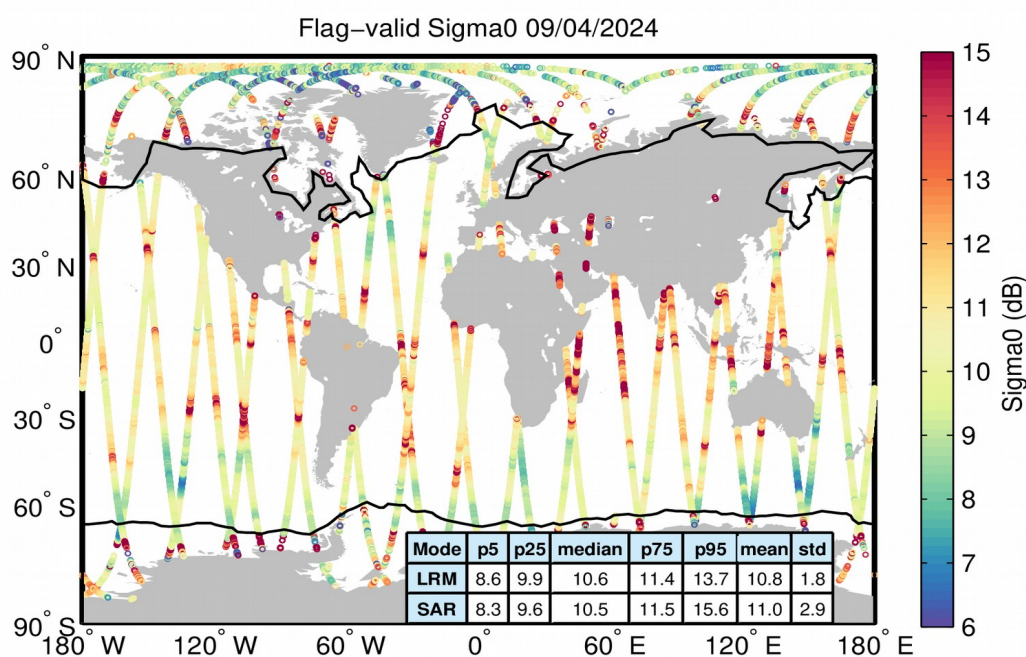 Flag−valid Sigma0 09/04/2024
90° N
60° N
30° N
0°
30° S
60° S
90° S
180° W
120° W
60° W
0°
60° E
120° E
180° E
Mode p5 p25 median p75 p95 mean std
LRM 8.6 9.9 10.6 11.4 13.7 10.8 1.8
SAR 8.3 9.6 10.5 11.5 15.6 11.0 2.9
15
14
13
12
11
10
9
8
7
6
Sigma0 (dB)